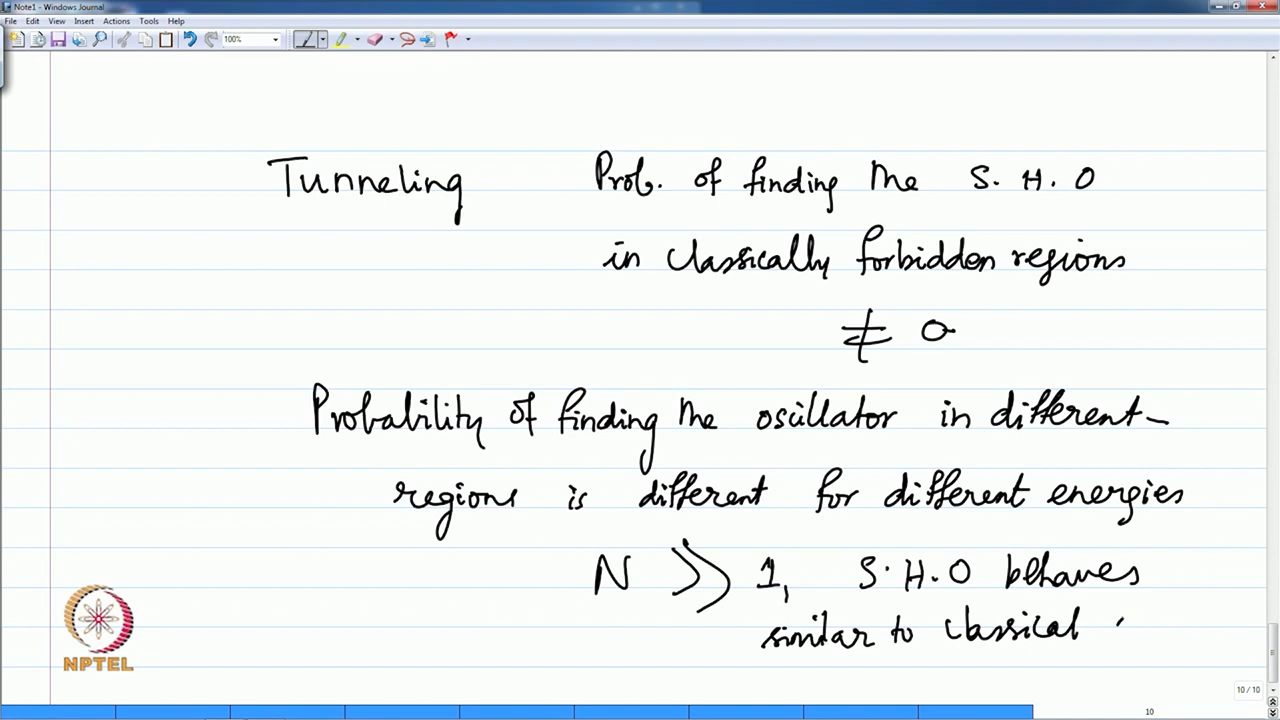 Note1 - Windows Journal
File Edit View Insert Actions Tools Help
100%
Tunneling Prob. of finding the S. H. O
in classically forbidden regions
≠ 0
Probability of finding the oscillator in different
regions is different for different energies
N >> 1, S. H. O behaves
similar to classical
NPTEL
10 / 10
10